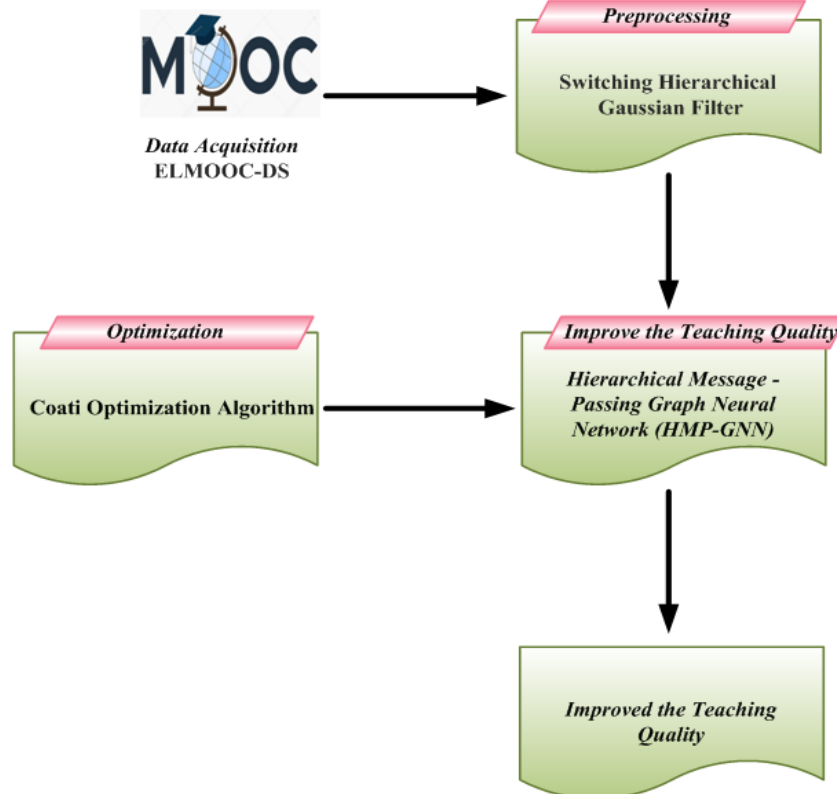 MOOC
Data Acquisition
ELMOOC-DS
Preprocessing
Switching Hierarchical
Gaussian Filter
Optimization
Coati Optimization Algorithm
Improve the Teaching Quality
Hierarchical Message -
Passing Graph Neural
Network (HMP-GNN)
Improved the Teaching
Quality